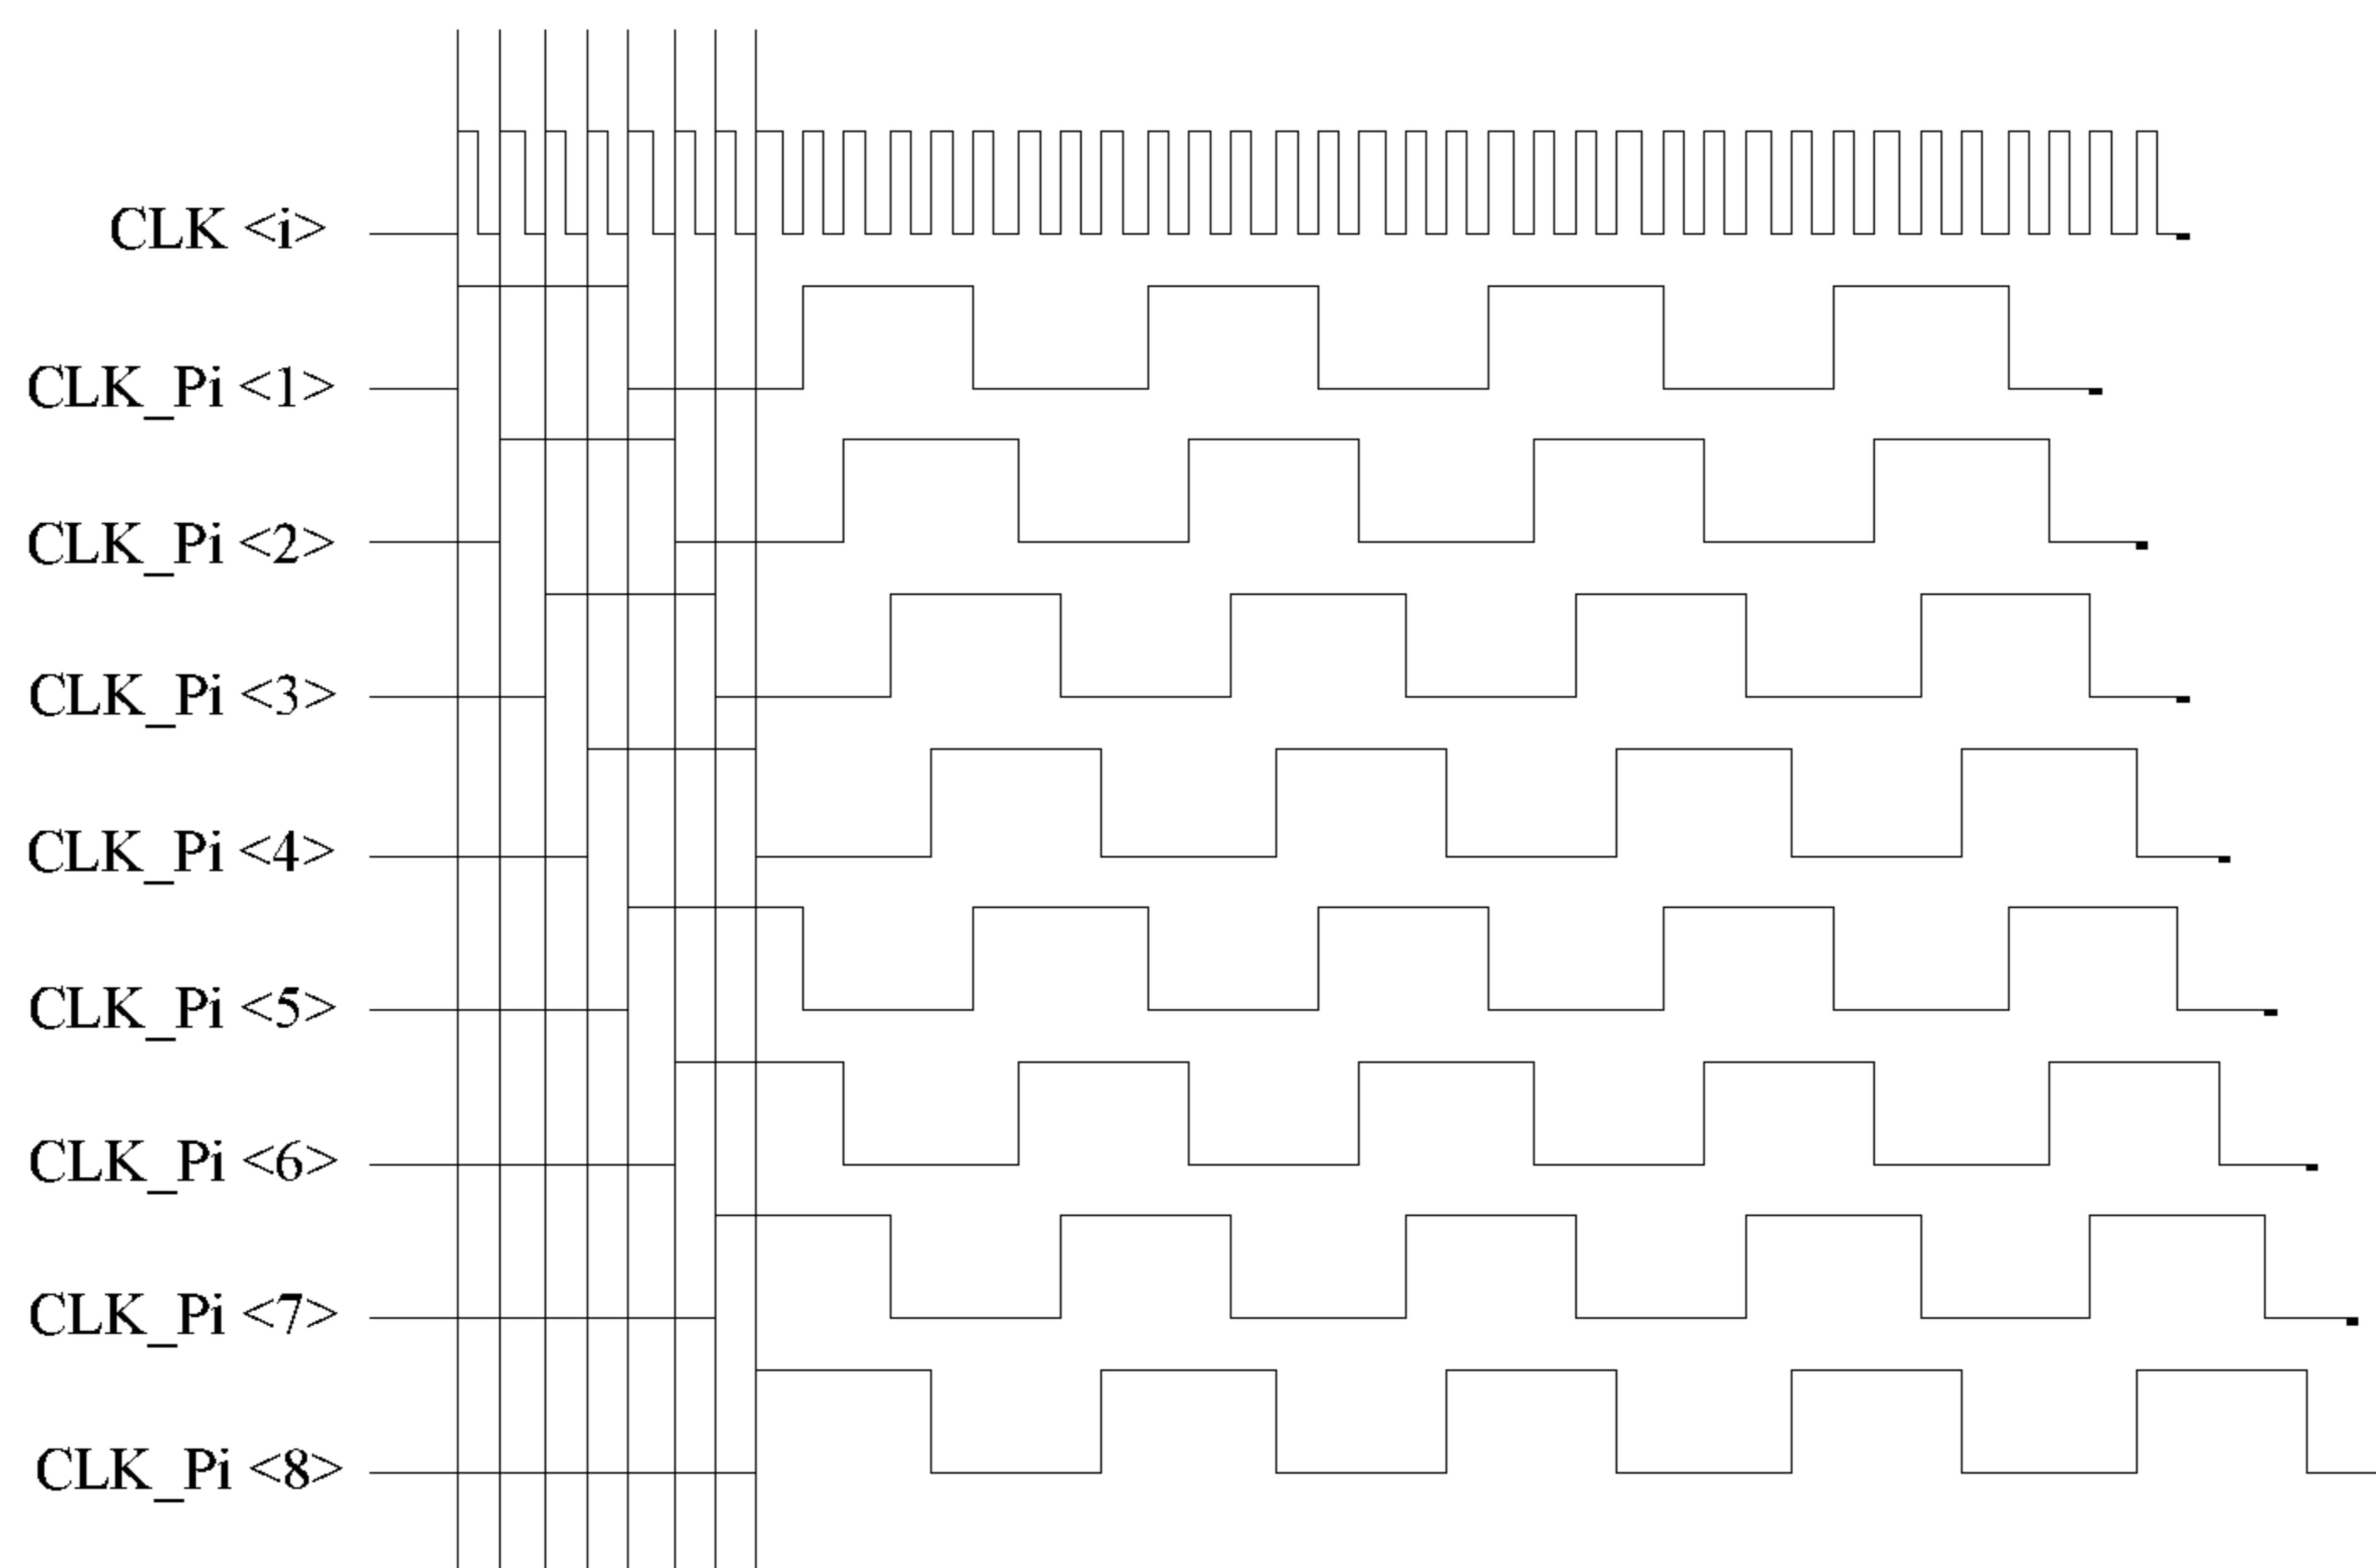 CLK <i>
CLK_Pi <1>
CLK_Pi <2>
CLK_Pi <3>
CLK_Pi <4>
CLK_Pi <5>
CLK_Pi <6>
CLK_Pi <7>
CLK_Pi <8>